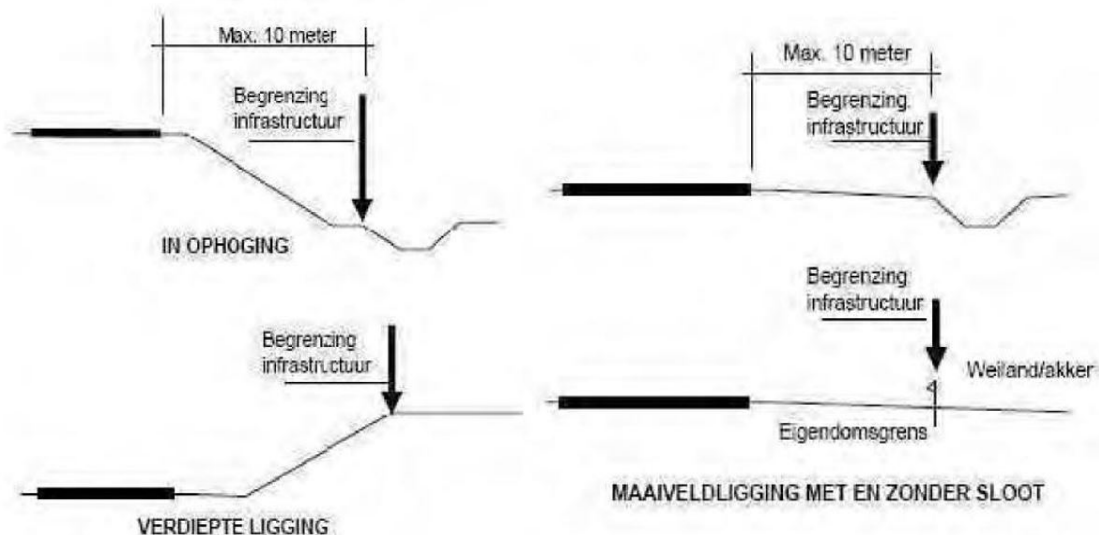 Max. 10 meter
Begrenzing
infrastructuur
IN OPHOGING
Begrenzing
infrastructuur
VERDIEPTE LIGGING
Max. 10 meter
Begrenzing
infrastructuur
Begrenzing
infrastructuur
Weiland/akker
Eigendomsgrens
MAAIVELDLIGGING MET EN ZONDER SLOOT